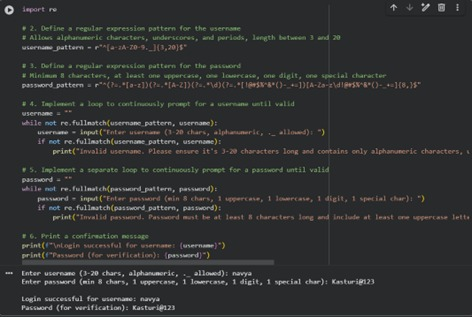 import re
# 2. Define a regular expression pattern for the username
# Allows alphanumeric characters, underscores, and periods, length between 3 and 20
username_pattern = r"^[a-zA-Z0-9._]{3,20}$"
# 3. Define a regular expression pattern for the password
# Minimum 8 characters, at least one uppercase, one lowercase, one digit, one special character
password_pattern = r"^(?=.*[a-z])(?=.*[A-Z])(?=.*\d)(?=.*[!@#$%^&*()-_+=])[A-Za-z\d!@#$%^&*()-_+=]{8,}$"
# 4. Implement a loop to continuously prompt for a username until valid
username = ""
while not re.fullmatch(username_pattern, username):
username = input("Enter username (3-20 chars, alphanumeric, ._ allowed): ")
if not re.fullmatch(username_pattern, username):
print("Invalid username. Please ensure it's 3-20 characters long and contains only alphanumeric characters,
# 5. Implement a separate loop to continuously prompt for a password until valid
password = ""
while not re.fullmatch(password_pattern, password):
password = input("Enter password (min 8 chars, 1 uppercase, 1 lowercase, 1 digit, 1 special char): ")
if not re.fullmatch(password_pattern, password):
print("Invalid password. Password must be at least 8 characters long and include at least one uppercase lette
# 6. Print a confirmation message
print(f"\nLogin successful for username: {username}")
print(f"Password (for verification): {password}")
Enter username (3-20 chars, alphanumeric, ._ allowed): navya
Enter password (min 8 chars, 1 uppercase, 1 lowercase, 1 digit, 1 special char): Kasturi@123
Login successful for username: navya
Password (for verification): Kasturi@123